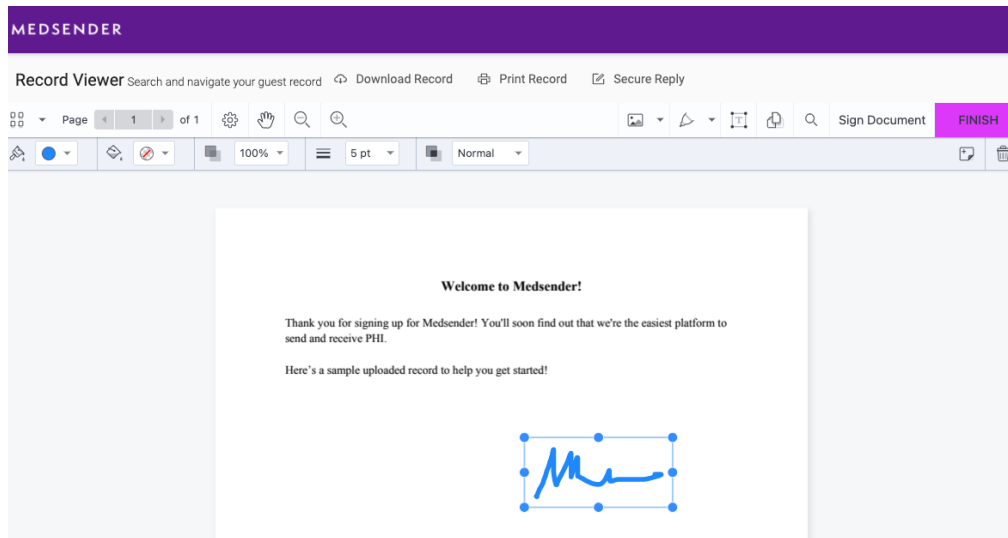 MEDSENDER
Record Viewer Search and navigate your guest record Download Record Print Record Secure Reply
Page 1 of 1 Sign Document FINISH
100% 5 pt Normal
Welcome to Medsender!
Thank you for signing up for Medsender! You'll soon find out that we're the easiest platform to
send and receive PHI.
Here's a sample uploaded record to help you get started!